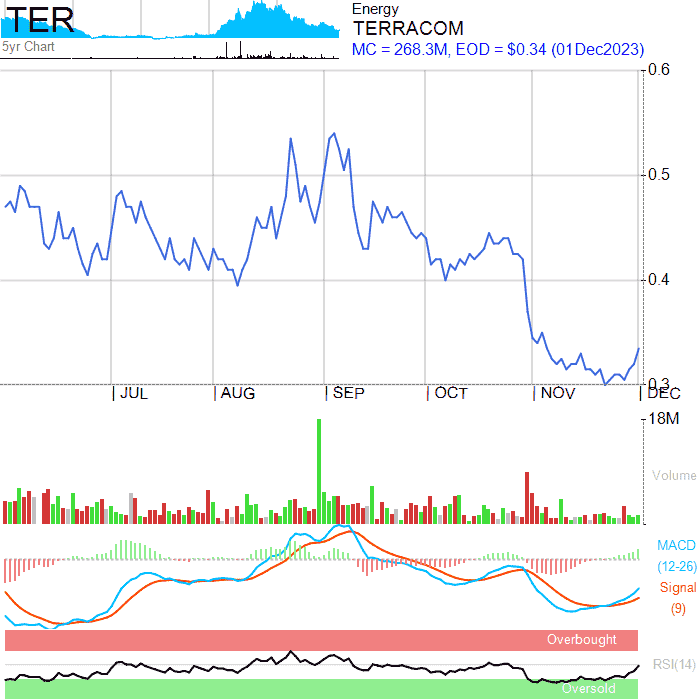 TER
5yr Chart
Energy
TERRACOM
MC = 268.3M, EOD = $0.34 (01Dec2023)
0.6
0.5
0.4
0.3
| JUL
| AUG
| SEP
| OCT
| NOV
| DEC
18M
Volume
MACD
(12-26)
Signal
(9)
Overbought
RSI(14)
Oversold